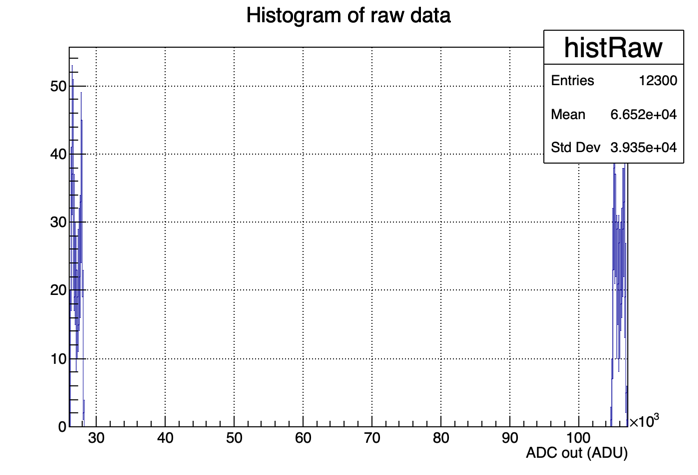 Histogram of raw data
histRaw
Entries 12300
Mean 6.652e+04
Std Dev 3.935e+04
50
40
30
20
10
0
30 40 50 60 70 80 90 100
×10³
ADC out (ADU)